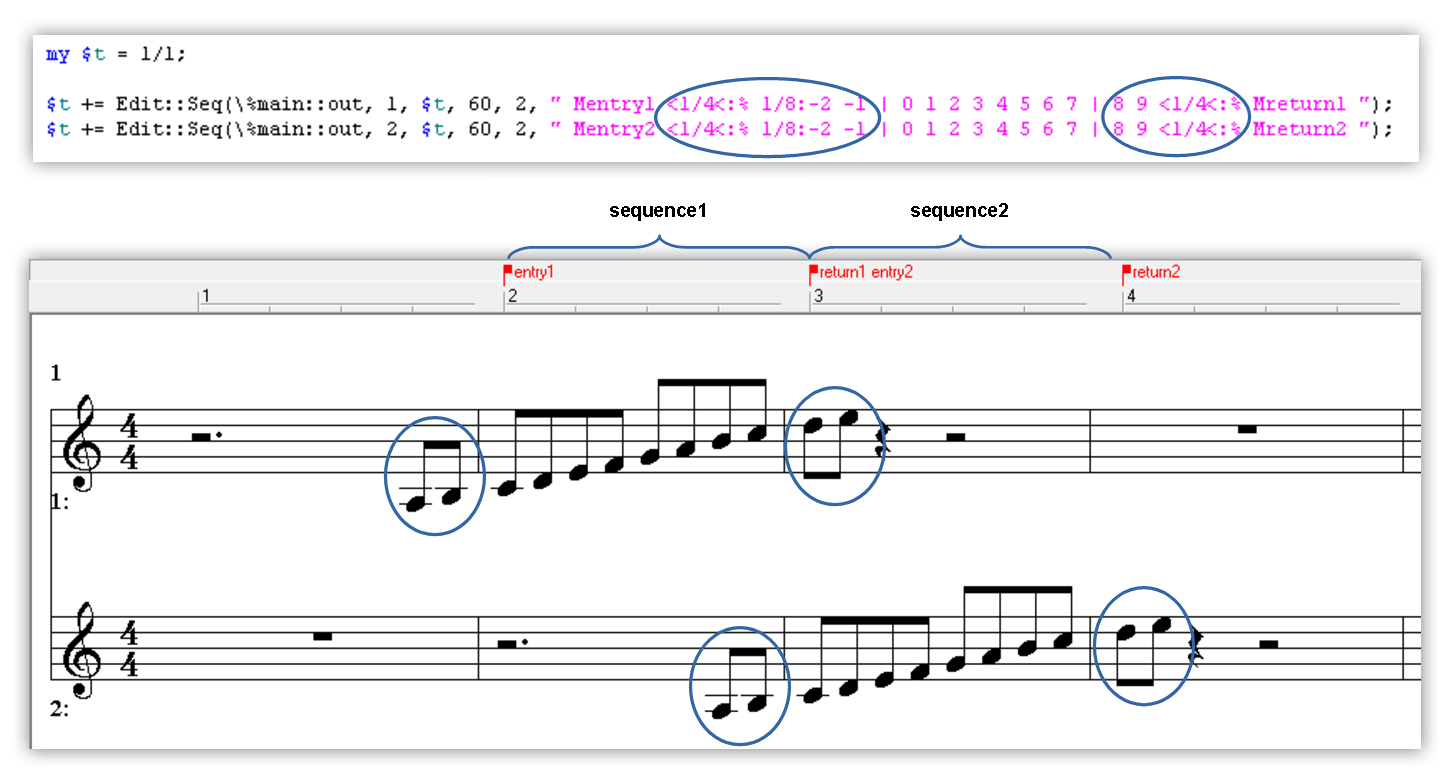 my $t = 1/1;
$t += Edit::Seq(\%main::out, 1, $t, 60, 2, " Mentry1 <1/4<:% 1/8:-2 -1 | 0 1 2 3 4 5 6 7 | 8 9 <1/4<:% Mreturn1 ");
$t += Edit::Seq(\%main::out, 2, $t, 60, 2, " Mentry2 <1/4<:% 1/8:-2 -1 | 0 1 2 3 4 5 6 7 | 8 9 <1/4<:% Mreturn2 ");
sequence1 sequence2
entry1 return1 entry2 return2
1 2 3 4
1
4
4
1:
4
4
2: